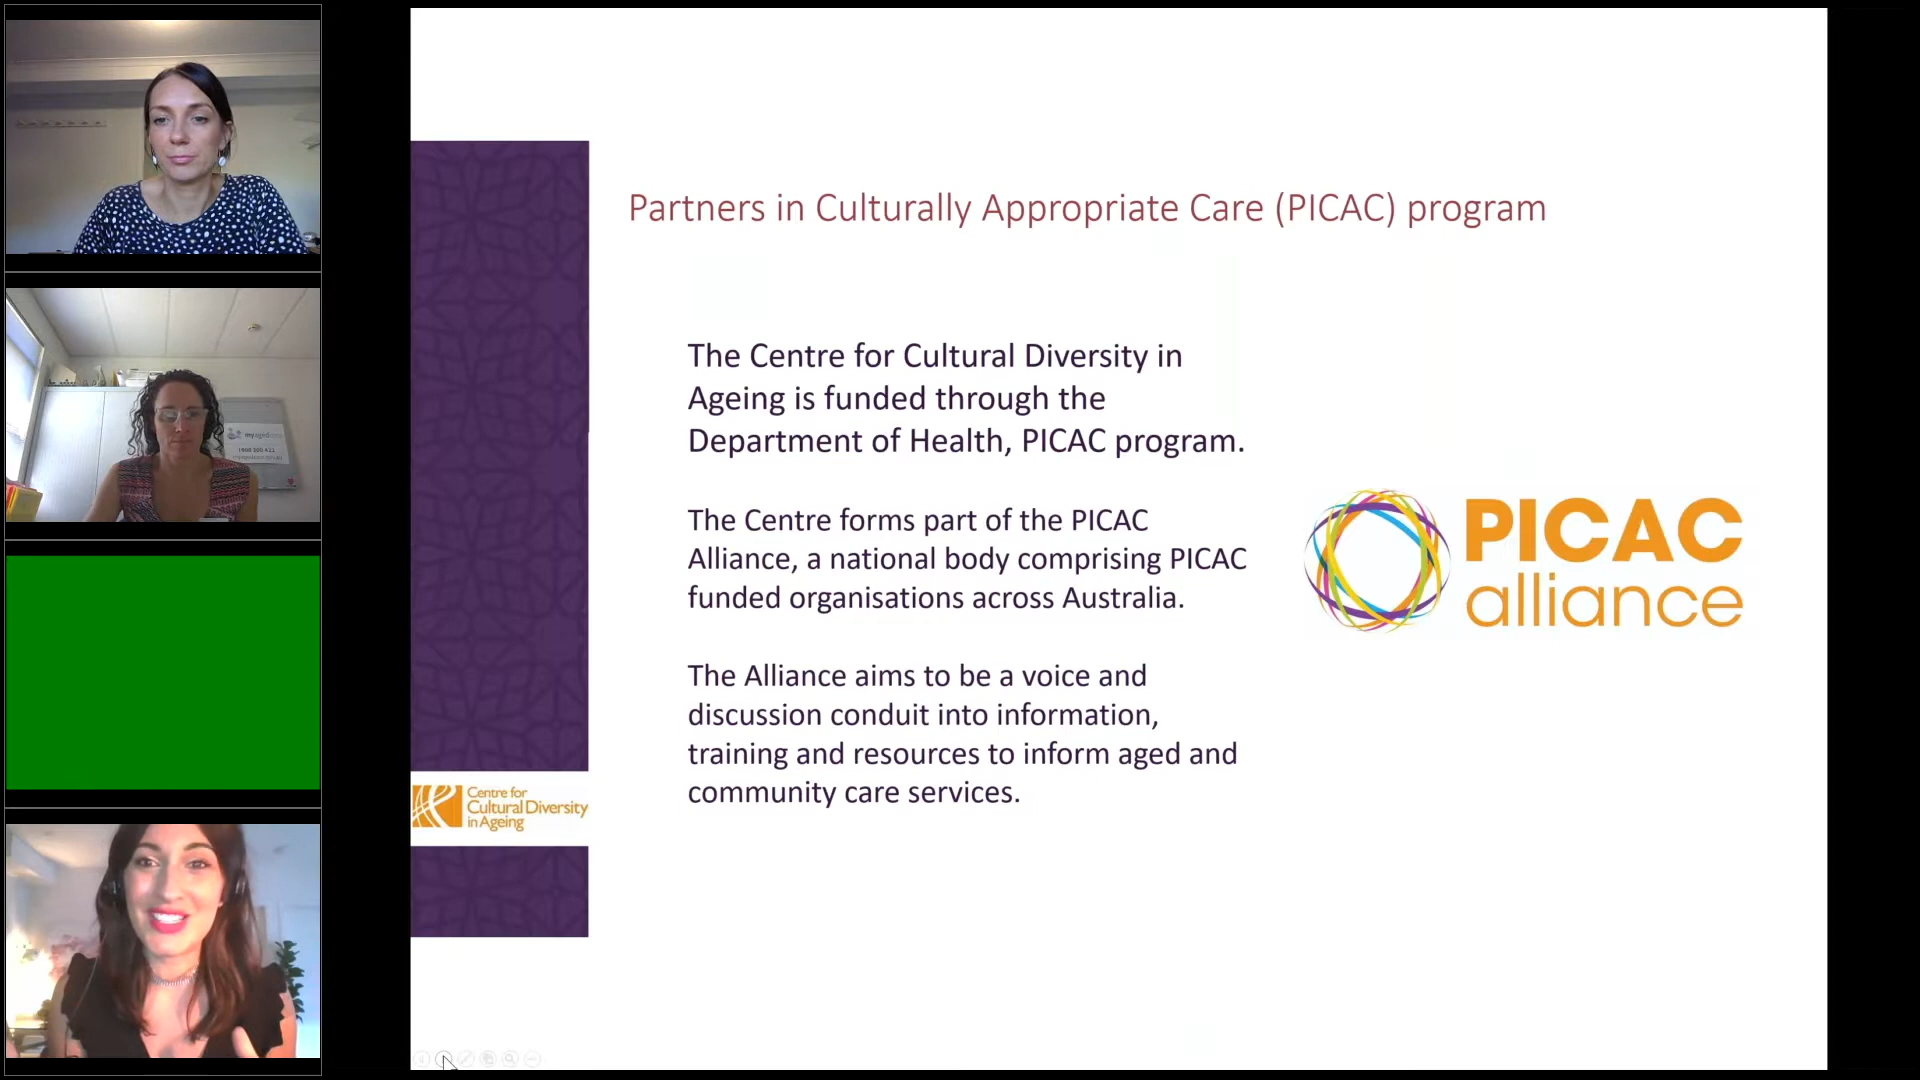 Partners in Culturally Appropriate Care (PICAC) program
The Centre for Cultural Diversity in
Ageing is funded through the
Department of Health, PICAC program.
The Centre forms part of the PICAC
Alliance, a national body comprising PICAC
funded organisations across Australia.
The Alliance aims to be a voice and
discussion conduit into information,
training and resources to inform aged and
community care services.
PICAC
alliance
Centre for
Cultural Diversity
in Ageing